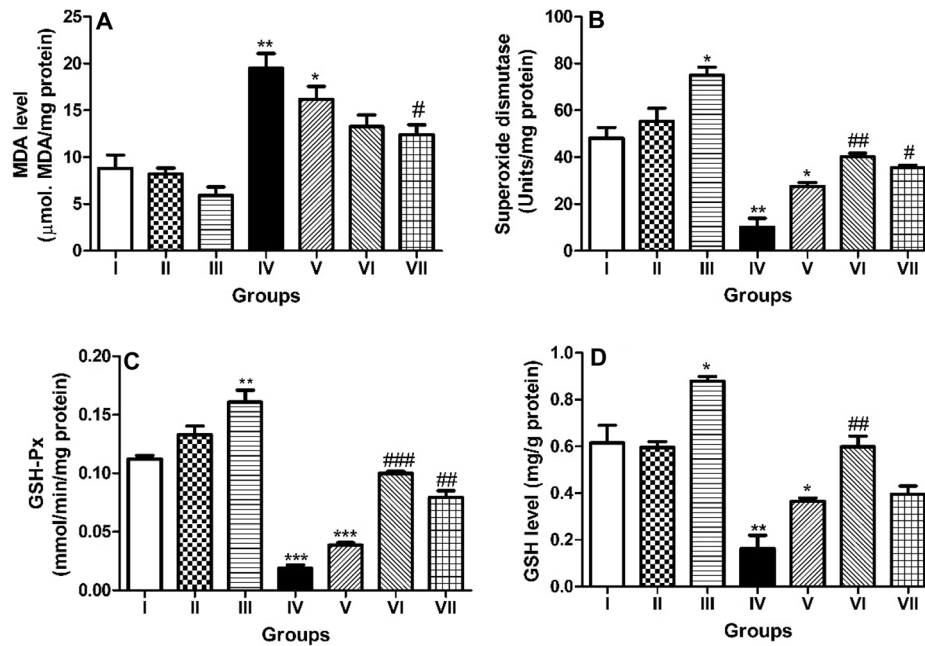 A
MDA level
(μmol. MDA/mg protein)
25
20
15
10
5
0
**
*
#
I II III IV V VI VII
Groups
B
Superoxide dismutase
(Units/mg protein)
100
80
60
40
20
0
*
**
*
##
#
I II III IV V VI VII
Groups
C
GSH-Px
(mmol/min/mg protein)
0.20
0.15
0.10
0.05
0.00
**
***
***
###
##
I II III IV V VI VII
Groups
D
GSH level (mg/g protein)
1.0
0.8
0.6
0.4
0.2
0.0
*
**
*
##
I II III IV V VI VII
Groups